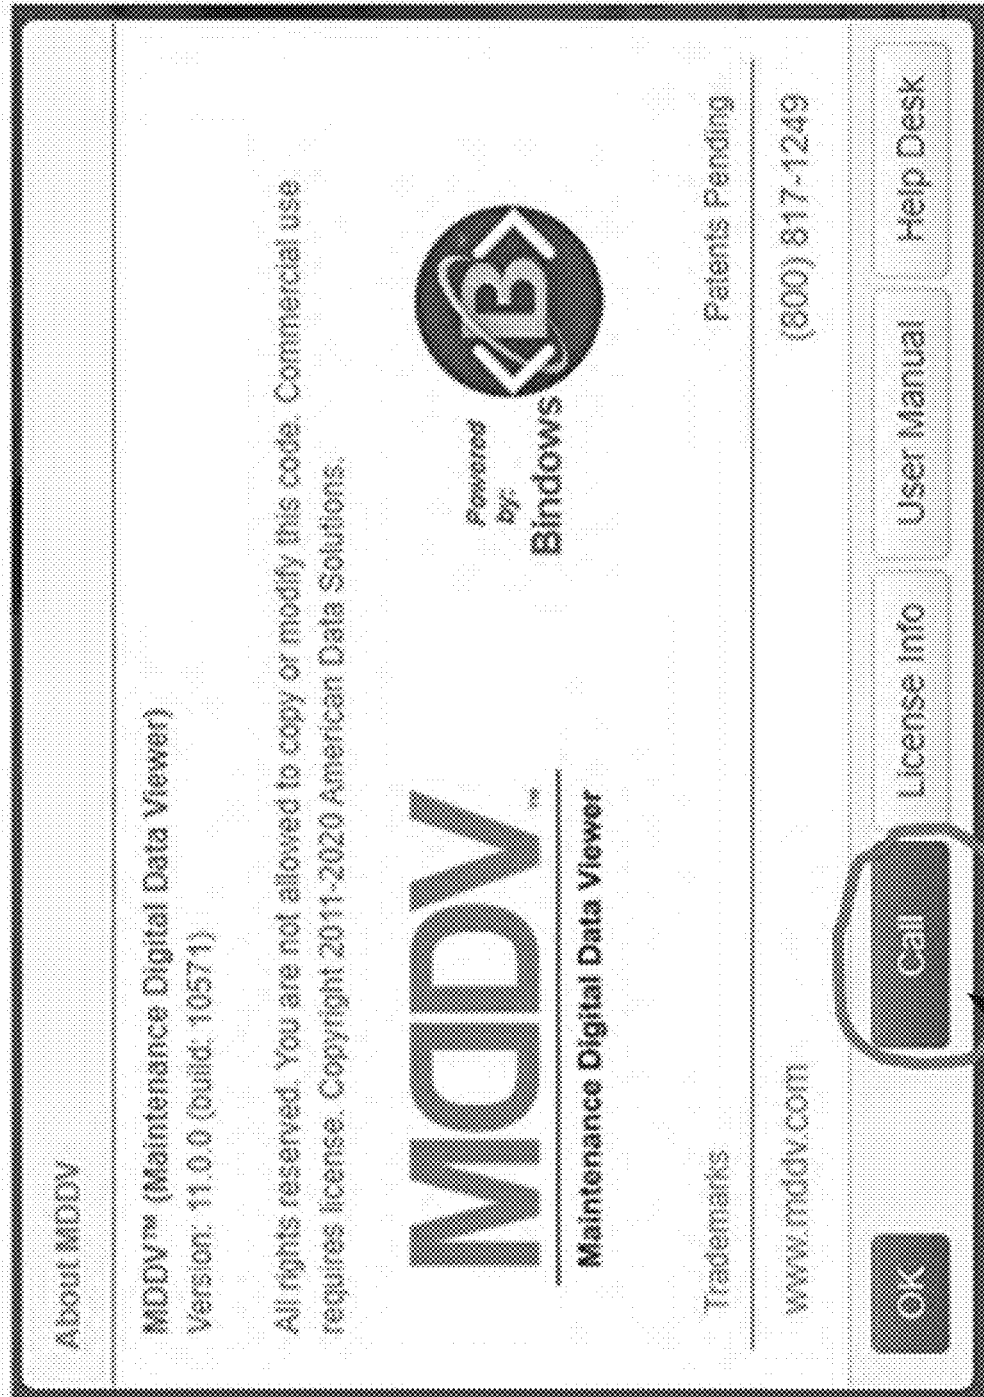 About MDDV
MDDV™ (Maintenance Digital Data Viewer)
Version: 11.0.0 (build. 10571)
All rights reserved. You are not allowed to copy or modify this code. Commercial use
requires license. Copyright 2011-2020 American Data Solutions.
MDDV™
Maintenance Digital Data Viewer
Powered
by:
Bindows
<B>
Trademarks Patents Pending
www.mddv.com (800) 817-1249
OK Call License Info User Manual Help Desk